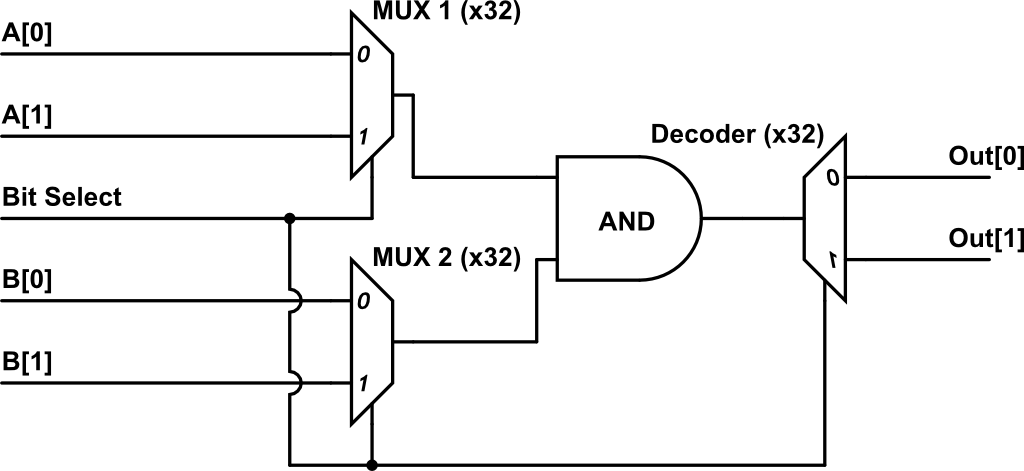 MUX 1 (x32)
A[0]
0
A[1]
1
Bit Select
Decoder (x32)
Out[0]
0
AND
Out[1]
1
MUX 2 (x32)
B[0]
0
B[1]
1